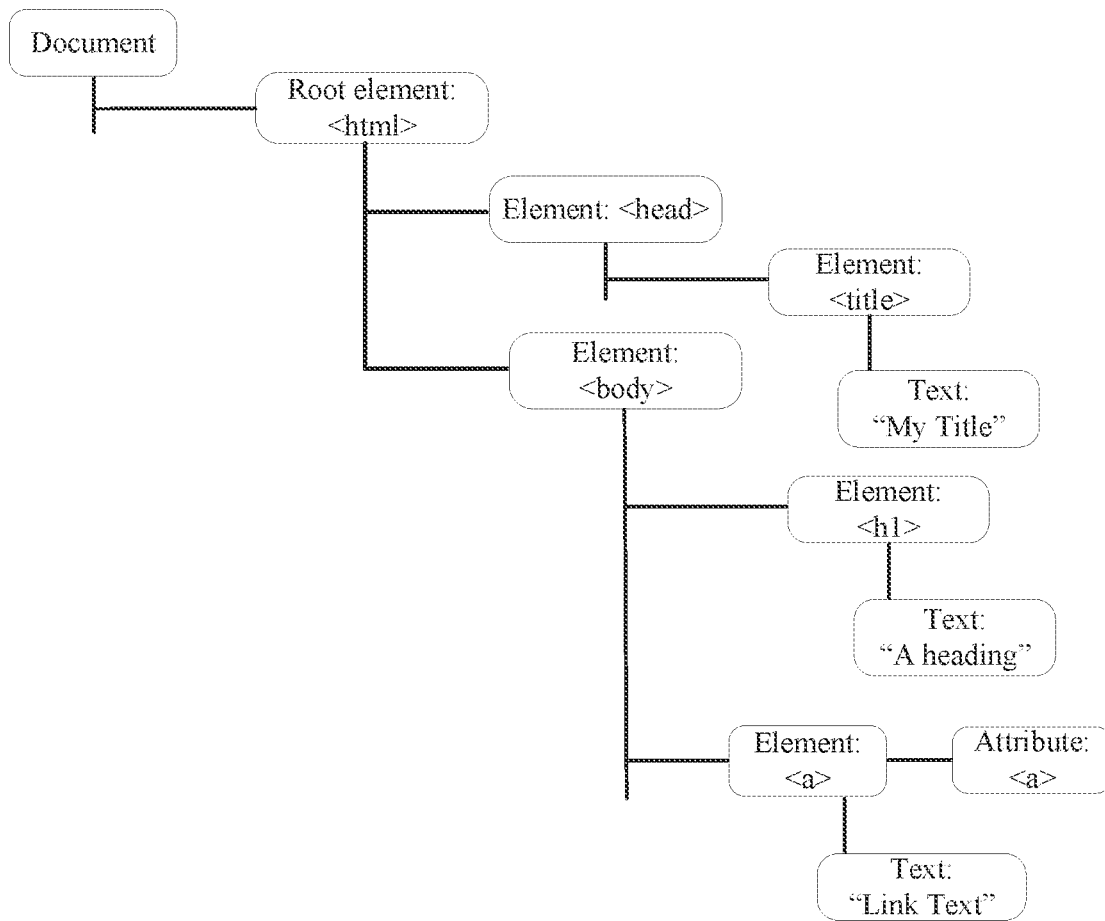 Document
Root element:
<html>
Element: <head>
Element:
<title>
Element:
<body>
Text:
“My Title”
Element:
<h1>
Text:
“A heading”
Element:
<a>
Attribute:
<a>
Text:
“Link Text”